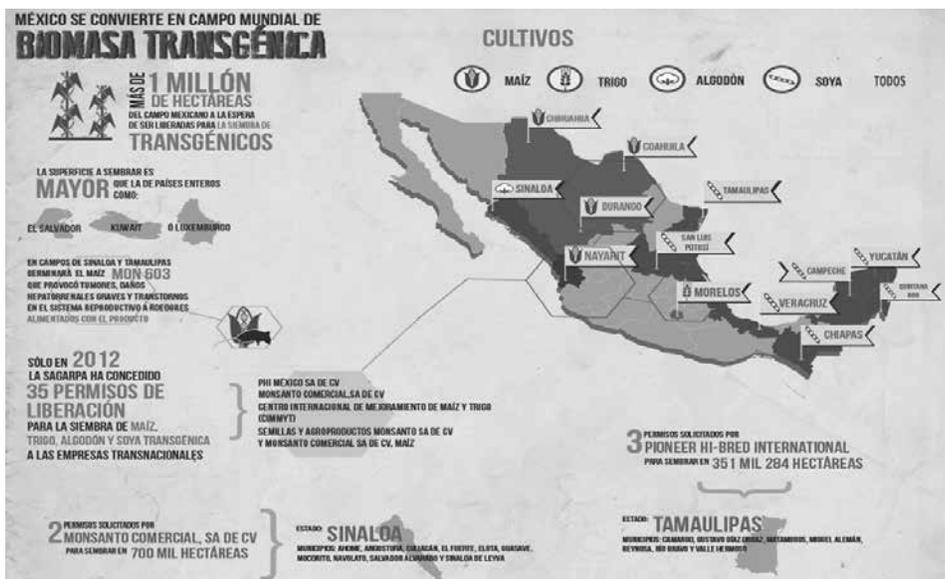 MÉXICO SE CONVIERTE EN CAMPO MUNDIAL DE
BIOMASA TRANSGÉNICA
MÁS DE
1 MILLÓN
DE HECTÁREAS
DEL CAMPO MEXICANO A LA ESPERA
DE SER LIBERADAS PARA LA SIEMBRA DE
TRANSGÉNICOS
LA SUPERFICIE A SEMBRAR ES
MAYOR QUE LA DE PAÍSES ENTEROS
COMO:
EL SALVADOR KUWAIT O LUXEMBURGO
EN CAMPOS DE SINALOA Y TAMAULIPAS
GERMINARÁ EL MAÍZ MON 603
QUE PROVOCÓ TUMORES, DAÑOS
HEPATORRENALES GRAVES Y TRANSTORNOS
EN EL SISTEMA REPRODUCTIVO A ROEDORES
ALIMENTADOS CON EL PRODUCTO
SÓLO EN 2012
LA SAGARPA HA CONCEDIDO
35 PERMISOS DE
LIBERACIÓN
PARA LA SIEMBRA DE MAÍZ,
TRIGO, ALGODÓN Y SOYA TRANSGÉNICA
A LAS EMPRESAS TRANSNACIONALES
PHI MÉXICO SA DE CV
MONSANTO COMERCIAL,SA DE CV
CENTRO INTERNACIONAL DE MEJORAMIENTO DE MAÍZ Y TRIGO
(CIMMYT)
SEMILLAS Y AGROPRODUCTOS MONSANTO SA DE CV
Y MONSANTO COMERCIAL SA DE CV, MAÍZ
CULTIVOS
MAÍZ TRIGO ALGODÓN SOYA TODOS
CHIHUAHUA
COAHUILA
SINALOA
TAMAULIPAS
DURANGO
SAN LUIS
POTOSÍ
NAYARIT
YUCATÁN
CAMPECHE
QUINTANA
ROO
MORELOS
VERACRUZ
CHIAPAS
3 PERMISOS SOLICITADOS POR
PIONEER HI-BRED INTERNATIONAL
PARA SEMBRAR EN 351 MIL 284 HECTÁREAS
2 PERMISOS SOLICITADOS POR
MONSANTO COMERCIAL, SA DE CV
PARA SEMBRAR EN 700 MIL HECTÁREAS
ESTADO: SINALOA
MUNICIPIOS: AHOME, ANGOSTURA, CULIACÁN, EL FUERTE, ELOTA, GUASAVE,
MOCORITO, NAVOLATO, SALVADOR ALVARADO Y SINALOA DE LEYVA
ESTADO: TAMAULIPAS
MUNICIPIOS: CAMARGO, GUSTAVO DÍAZ ORDAZ, MATAMOROS, MIGUEL ALEMÁN,
REYNOSA, RÍO BRAVO Y VALLE HERMOSO